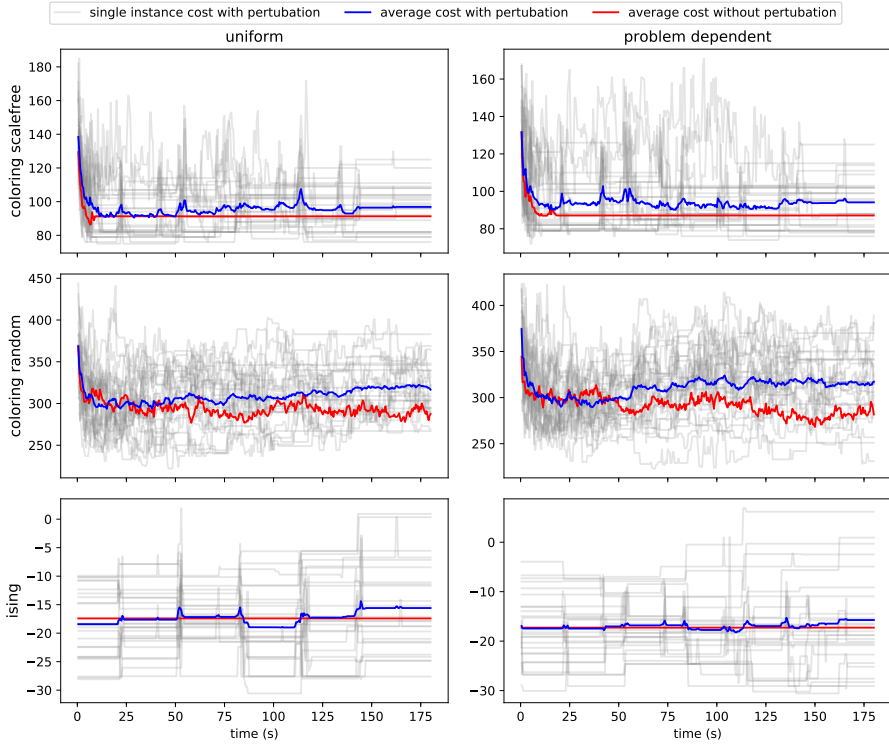 single instance cost with pertubation
average cost with pertubation
average cost without pertubation
uniform
problem dependent
coloring scalefree
180
160
140
120
100
80
160
140
120
100
80
coloring random
450
400
350
300
250
400
350
300
250
ising
0
−5
−10
−15
−20
−25
−30
0
−10
−20
−30
0 25 50 75 100 125 150 175
0 25 50 75 100 125 150 175
time (s)
time (s)